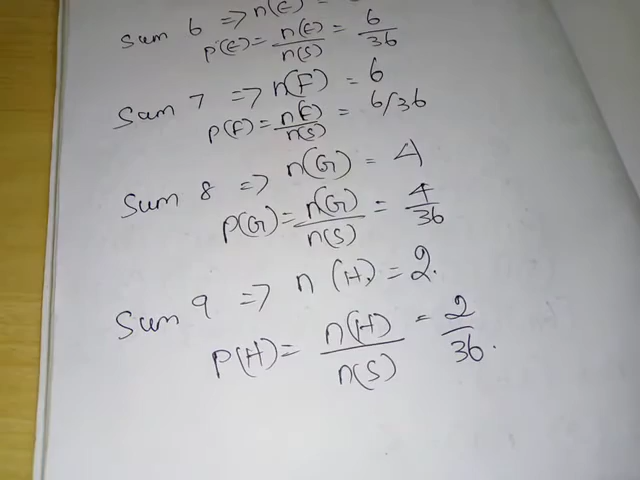 Sum 6 => n(E) =
P(E) = n(E)/n(S) = 6/36
Sum 7 => n(F) = 6
P(F) = n(F)/n(S) = 6/36
Sum 8 => n(G) = 4
P(G) = n(G)/n(S) = 4/36
Sum 9 => n(H) = 2.
P(H) = n(H)/n(S) = 2/36.